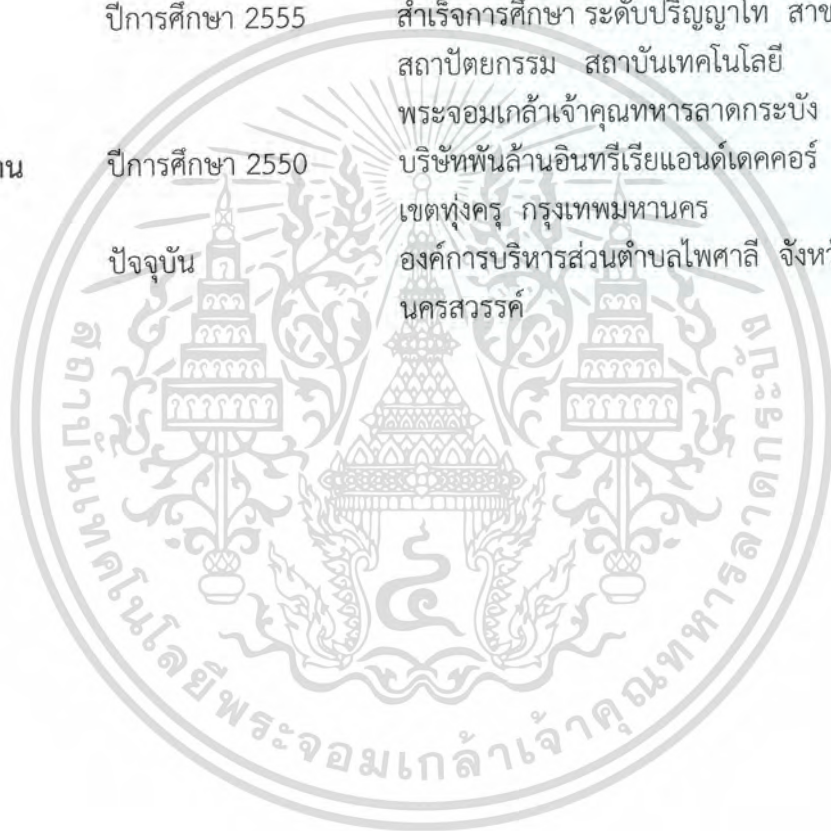 ปีการศึกษา 2555 สำเร็จการศึกษา ระดับปริญญาโท สาข
สถาปัตยกรรม สถาบันเทคโนโลยี
พระจอมเกล้าเจ้าคุณทหารลาดกระบัง
าน ปีการศึกษา 2550 บริษัทพันล้านอินทรีเรียแอนด์เดคคอร์
เขตทุ่งครุ กรุงเทพมหานคร
ปัจจุบัน องค์การบริหารส่วนตำบลไพศาลี จังหวั
นครสวรรค์
สถาบันเทคโนโลยีพระจอมเกล้าเจ้าคุณทหารลาดกระบัง
๔